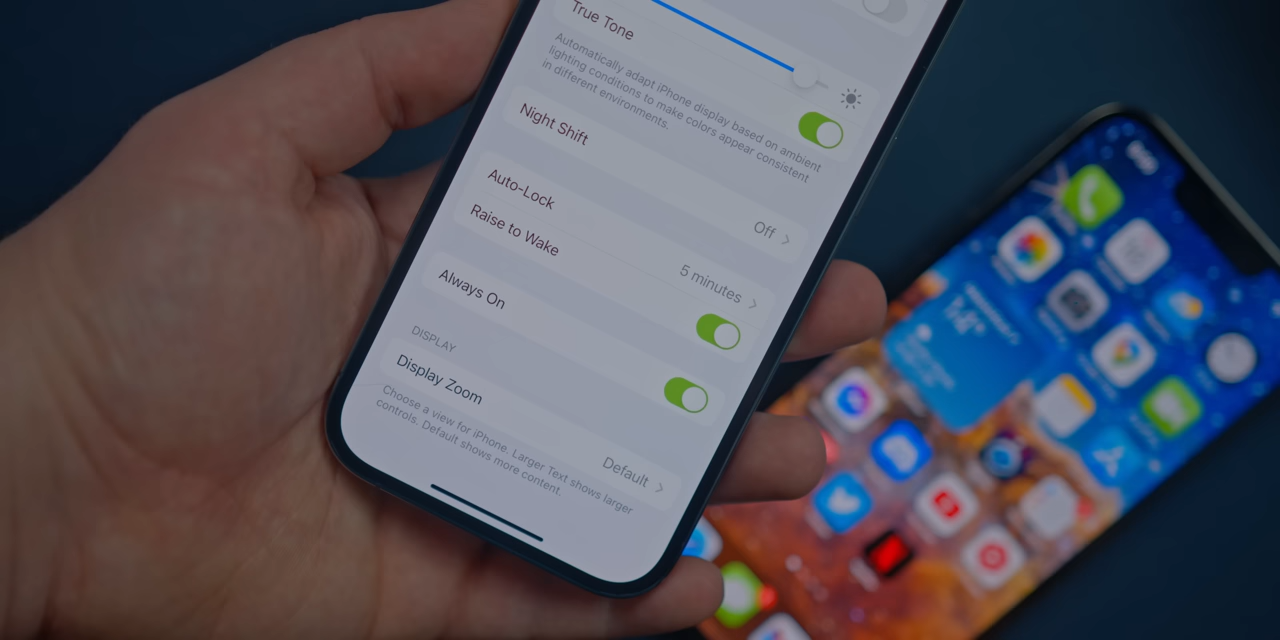 True Tone
Automatically adapt iPhone display based on ambient
lighting conditions to make colors appear consistent
in different environments.
Night Shift
Off
Auto-Lock
5 minutes
Raise to Wake
Always On
DISPLAY
Display Zoom
Default
Choose a view for iPhone. Larger Text shows larger
controls. Default shows more content.